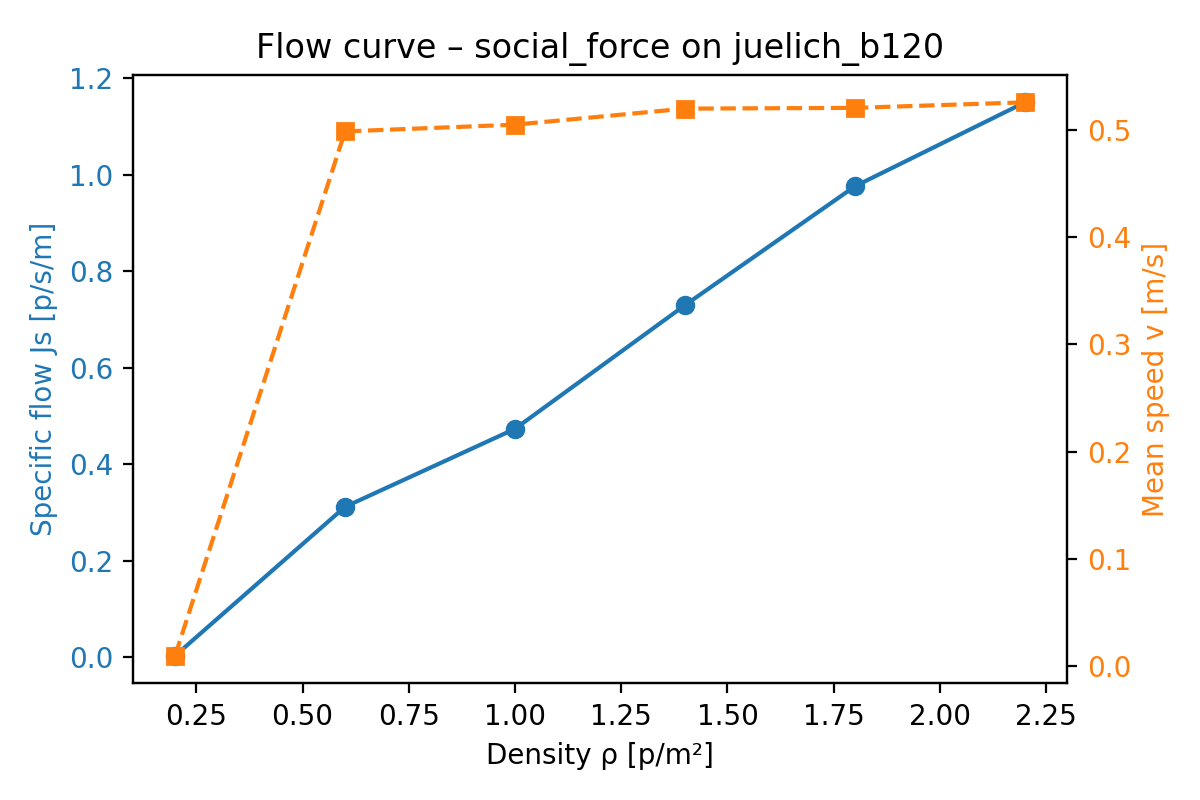 Flow curve – social_force on juelich_b120
1.2
1.0
0.8
0.6
0.4
0.2
0.0
Specific flow Js [p/s/m]
0.5
0.4
0.3
0.2
0.1
0.0
Mean speed v [m/s]
0.25 0.50 0.75 1.00 1.25 1.50 1.75 2.00 2.25
Density ρ [p/m²]